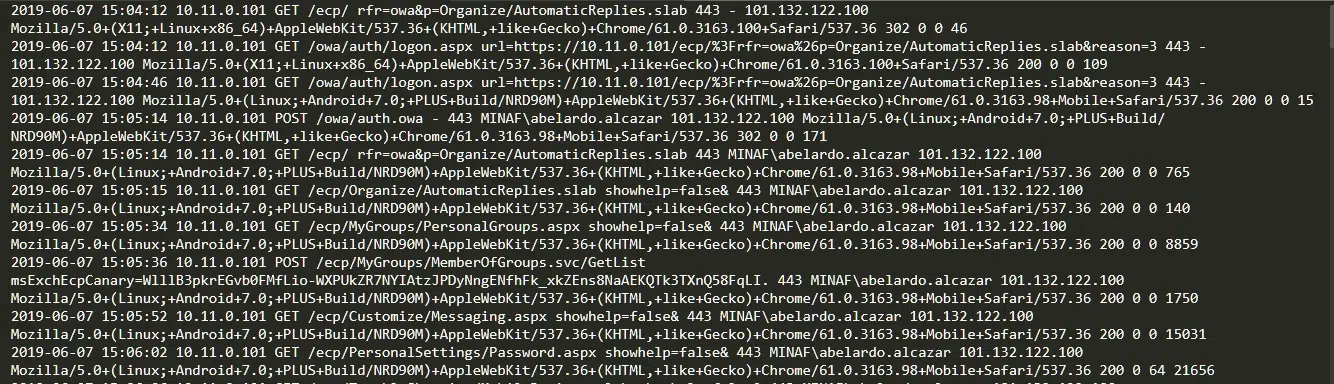 2019-06-07 15:04:12 10.11.0.101 GET /ecp/ rfr=owa&p=Organize/AutomaticReplies.slab 443 - 101.132.122.100
Mozilla/5.0+(X11;+Linux+x86_64)+AppleWebKit/537.36+(KHTML,+like+Gecko)+Chrome/61.0.3163.100+Safari/537.36 302 0 0 46
2019-06-07 15:04:12 10.11.0.101 GET /owa/auth/logon.aspx url=https://10.11.0.101/ecp/%3Frfr=owa%26p=Organize/AutomaticReplies.slab&reason=3 443 -
101.132.122.100 Mozilla/5.0+(X11;+Linux+x86_64)+AppleWebKit/537.36+(KHTML,+like+Gecko)+Chrome/61.0.3163.100+Safari/537.36 200 0 0 109
2019-06-07 15:04:46 10.11.0.101 GET /owa/auth/logon.aspx url=https://10.11.0.101/ecp/%3Frfr=owa%26p=Organize/AutomaticReplies.slab&reason=3 443 -
101.132.122.100 Mozilla/5.0+(Linux;+Android+7.0;+PLUS+Build/NRD90M)+AppleWebKit/537.36+(KHTML,+like+Gecko)+Chrome/61.0.3163.98+Mobile+Safari/537.36 200 0 0 15
2019-06-07 15:05:14 10.11.0.101 POST /owa/auth.owa - 443 MINAF\abelardo.alcazar 101.132.122.100 Mozilla/5.0+(Linux;+Android+7.0;+PLUS+Build/
NRD90M)+AppleWebKit/537.36+(KHTML,+like+Gecko)+Chrome/61.0.3163.98+Mobile+Safari/537.36 302 0 0 171
2019-06-07 15:05:14 10.11.0.101 GET /ecp/ rfr=owa&p=Organize/AutomaticReplies.slab 443 MINAF\abelardo.alcazar 101.132.122.100
Mozilla/5.0+(Linux;+Android+7.0;+PLUS+Build/NRD90M)+AppleWebKit/537.36+(KHTML,+like+Gecko)+Chrome/61.0.3163.98+Mobile+Safari/537.36 200 0 0 765
2019-06-07 15:05:15 10.11.0.101 GET /ecp/Organize/AutomaticReplies.slab showhelp=false& 443 MINAF\abelardo.alcazar 101.132.122.100
Mozilla/5.0+(Linux;+Android+7.0;+PLUS+Build/NRD90M)+AppleWebKit/537.36+(KHTML,+like+Gecko)+Chrome/61.0.3163.98+Mobile+Safari/537.36 200 0 0 140
2019-06-07 15:05:34 10.11.0.101 GET /ecp/MyGroups/PersonalGroups.aspx showhelp=false& 443 MINAF\abelardo.alcazar 101.132.122.100
Mozilla/5.0+(Linux;+Android+7.0;+PLUS+Build/NRD90M)+AppleWebKit/537.36+(KHTML,+like+Gecko)+Chrome/61.0.3163.98+Mobile+Safari/537.36 200 0 0 8859
2019-06-07 15:05:36 10.11.0.101 POST /ecp/MyGroups/MemberOfGroups.svc/GetList
msExchEcpCanary=WlllB3pkrEGvb0FMfLio-WXPUkZR7NYIAtzJPDyNngENfhFk_xkZEns8NaAEKQTk3TXnQ58FqLI. 443 MINAF\abelardo.alcazar 101.132.122.100
Mozilla/5.0+(Linux;+Android+7.0;+PLUS+Build/NRD90M)+AppleWebKit/537.36+(KHTML,+like+Gecko)+Chrome/61.0.3163.98+Mobile+Safari/537.36 200 0 0 1750
2019-06-07 15:05:52 10.11.0.101 GET /ecp/Customize/Messaging.aspx showhelp=false& 443 MINAF\abelardo.alcazar 101.132.122.100
Mozilla/5.0+(Linux;+Android+7.0;+PLUS+Build/NRD90M)+AppleWebKit/537.36+(KHTML,+like+Gecko)+Chrome/61.0.3163.98+Mobile+Safari/537.36 200 0 0 15031
2019-06-07 15:06:02 10.11.0.101 GET /ecp/PersonalSettings/Password.aspx showhelp=false& 443 MINAF\abelardo.alcazar 101.132.122.100
Mozilla/5.0+(Linux;+Android+7.0;+PLUS+Build/NRD90M)+AppleWebKit/537.36+(KHTML,+like+Gecko)+Chrome/61.0.3163.98+Mobile+Safari/537.36 200 0 64 21656